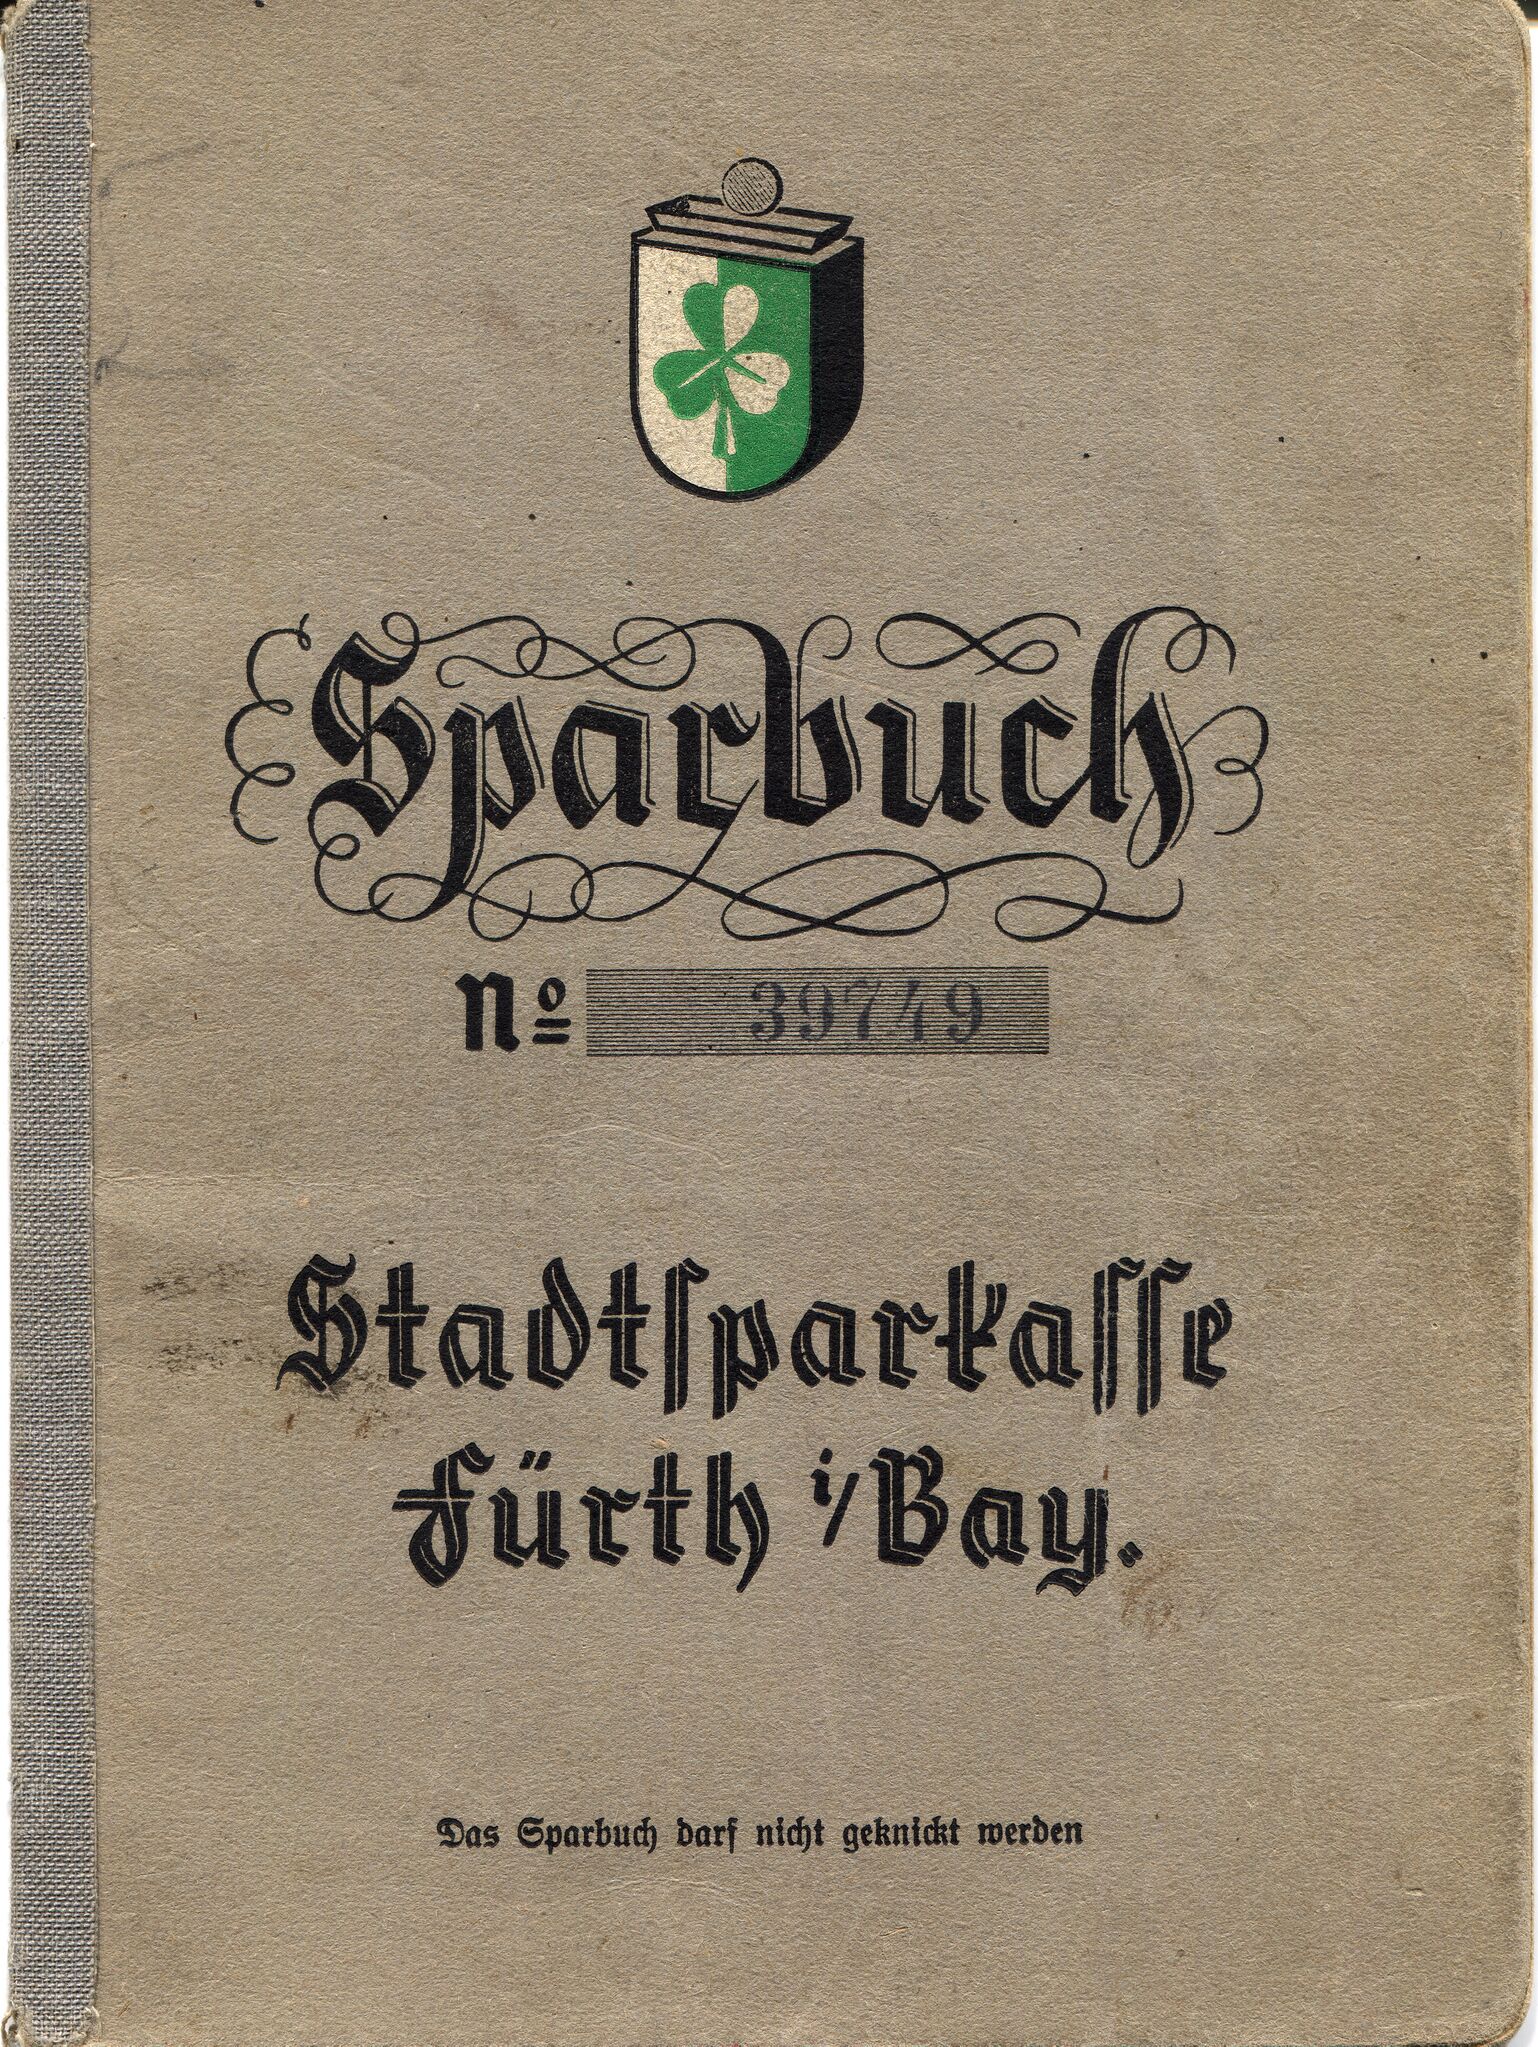 Sparbuch
No 39749
Stadtsparkasse
Fürth i/Bay.
Das Sparbuch darf nicht geknickt werden